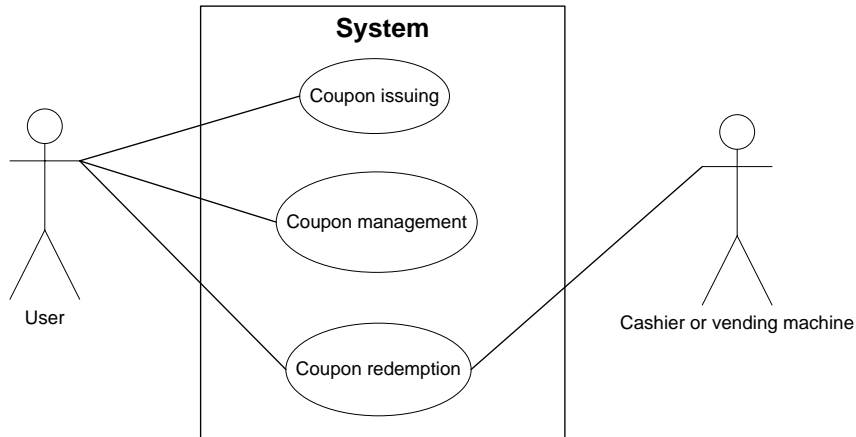 System
Coupon issuing
Coupon management
User
Cashier or vending machine
Coupon redemption